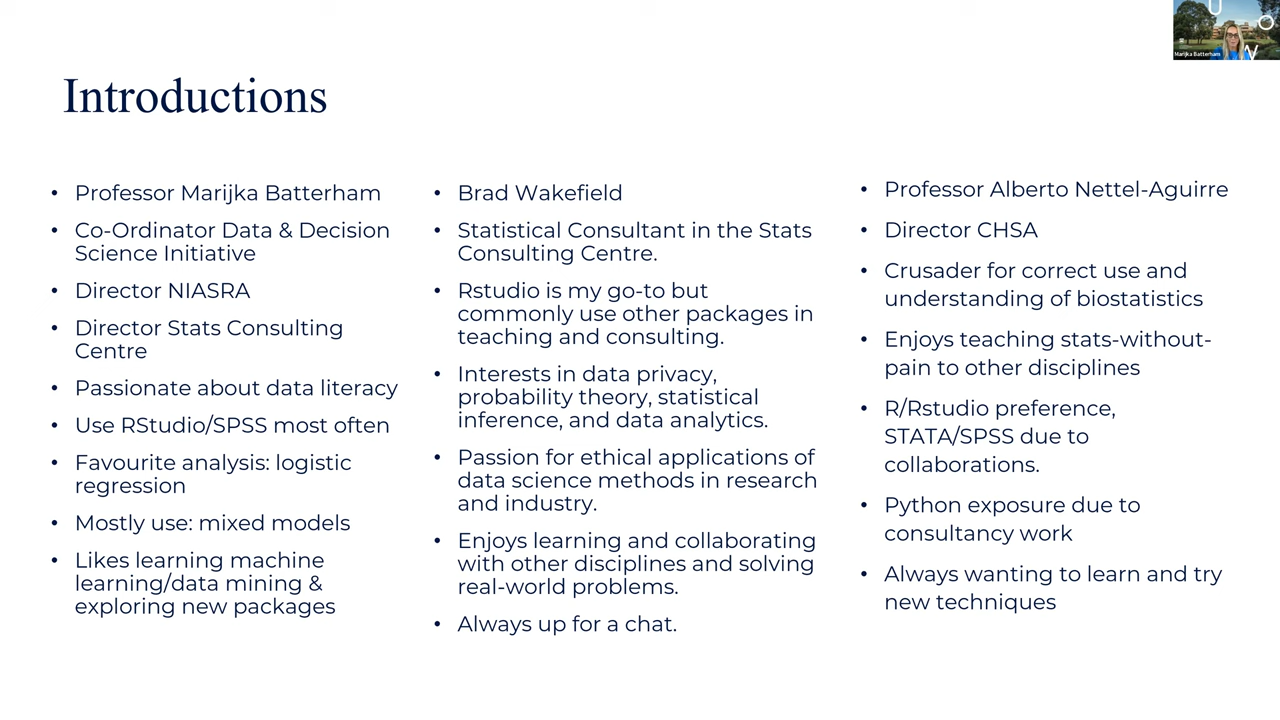 U
O
W
Marijka Batterham
Introductions
• Professor Marijka Batterham
• Co-Ordinator Data & Decision
Science Initiative
• Director NIASRA
• Director Stats Consulting
Centre
• Passionate about data literacy
• Use RStudio/SPSS most often
• Favourite analysis: logistic
regression
• Mostly use: mixed models
• Likes learning machine
learning/data mining &
exploring new packages
• Brad Wakefield
• Statistical Consultant in the Stats
Consulting Centre.
• Rstudio is my go-to but
commonly use other packages in
teaching and consulting.
• Interests in data privacy,
probability theory, statistical
inference, and data analytics.
• Passion for ethical applications of
data science methods in research
and industry.
• Enjoys learning and collaborating
with other disciplines and solving
real-world problems.
• Always up for a chat.
• Professor Alberto Nettel-Aguirre
• Director CHSA
• Crusader for correct use and
understanding of biostatistics
• Enjoys teaching stats-without-
pain to other disciplines
• R/Rstudio preference,
STATA/SPSS due to
collaborations.
• Python exposure due to
consultancy work
• Always wanting to learn and try
new techniques